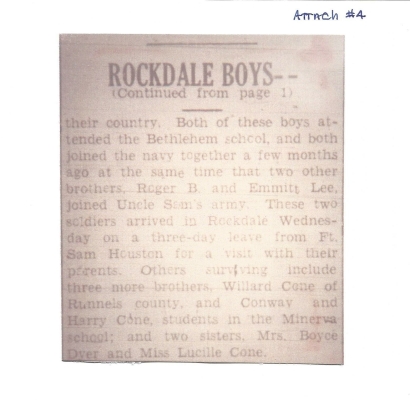 Attach #4
ROCKDALE BOYS--
(Continued from page 1)
their country. Both of these boys at-
tended the Bethlehem school, and both
joined the navy together a few months
ago at the same time that two other
brothers, Roger B. and Emmitt Lee,
joined Uncle Sam's army. These two
soldiers arrived in Rockdale Wednes-
day on a three-day leave from Ft.
Sam Houston for a visit with their
parents. Others surviving include
three more brothers, Willard Cone of
Runnels county, and Conway and
Harry Cone, students in the Minerva
school; and two sisters, Mrs. Boyce
Dyer and Miss Lucille Cone.